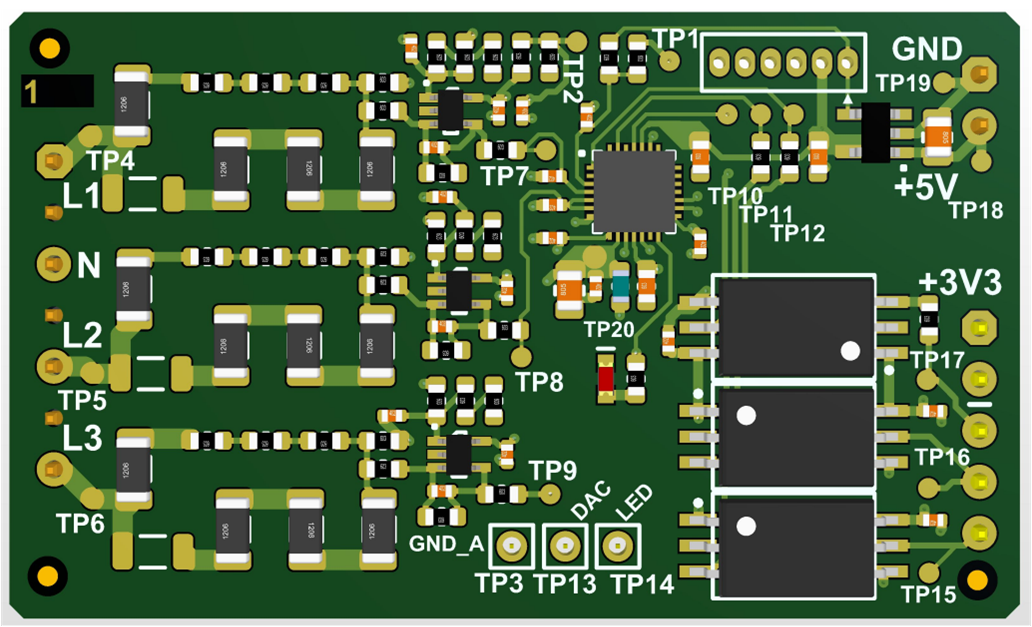 1
TP4
L1
N
L2
TP5
L3
TP6
1206
1206
1206
1206
1206
1206
1206
1206
1206
1206
1206
1206
TP2
TP7
TP8
TP9
GND_A
TP3
DAC
TP13
LED
TP14
TP1
GND
TP19
805
+5V
TP18
TP10
TP11
TP12
805
TP20
+3V3
TP17
TP16
TP15